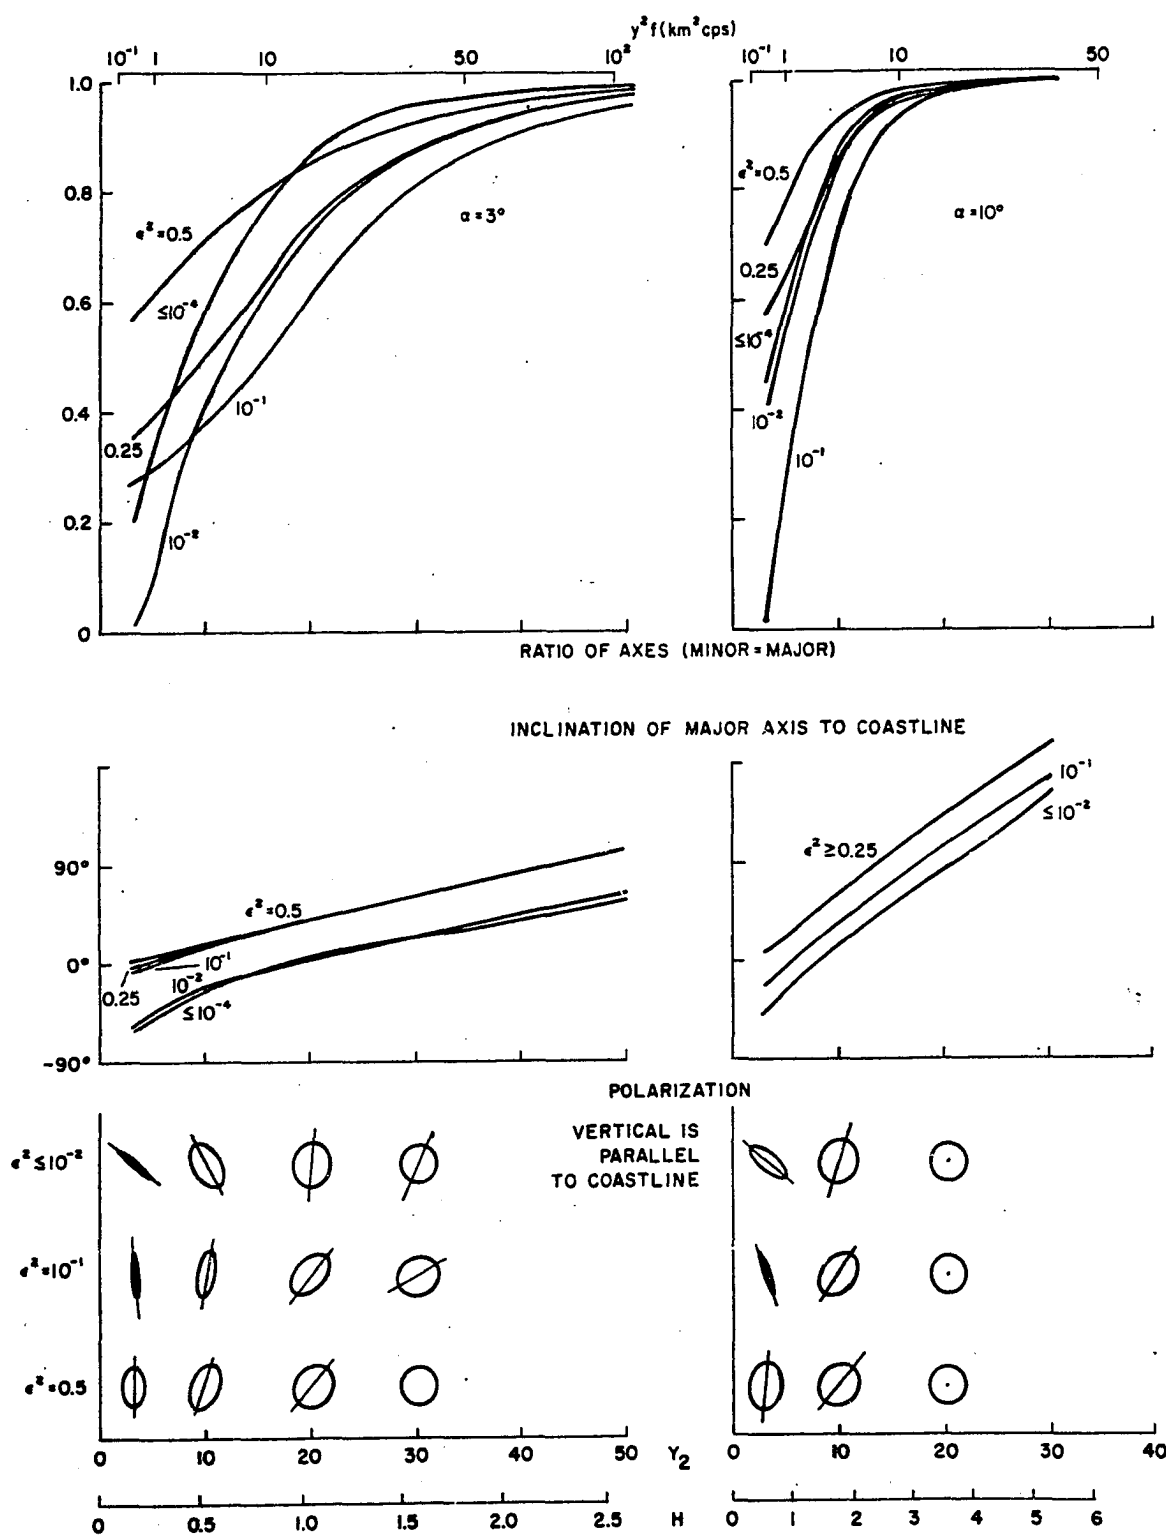 y²f(km²cps)
10⁻¹ 1 10 50 10²
10⁻¹ 1 10 50
1.0
0.8
0.6
0.4
0.2
0
ϵ²=0.5
≤10⁻⁴
0.25
10⁻¹
10⁻²
α=3°
ϵ²=0.5
0.25
≤10⁻⁴
10⁻²
10⁻¹
α=10°
RATIO OF AXES (MINOR=MAJOR)
INCLINATION OF MAJOR AXIS TO COASTLINE
90°
0°
-90°
ϵ²=0.5
10⁻¹
0.25
10⁻²
≤10⁻⁴
10⁻¹
≤10⁻²
ϵ²≥0.25
POLARIZATION
VERTICAL IS
PARALLEL
TO COASTLINE
ϵ²≤10⁻²
ϵ²=10⁻¹
ϵ²=0.5
0 10 20 30 40 50 Y₂ 0 10 20 30 40
0 0.5 1.0 1.5 2.0 2.5 H 0 1 2 3 4 5 6